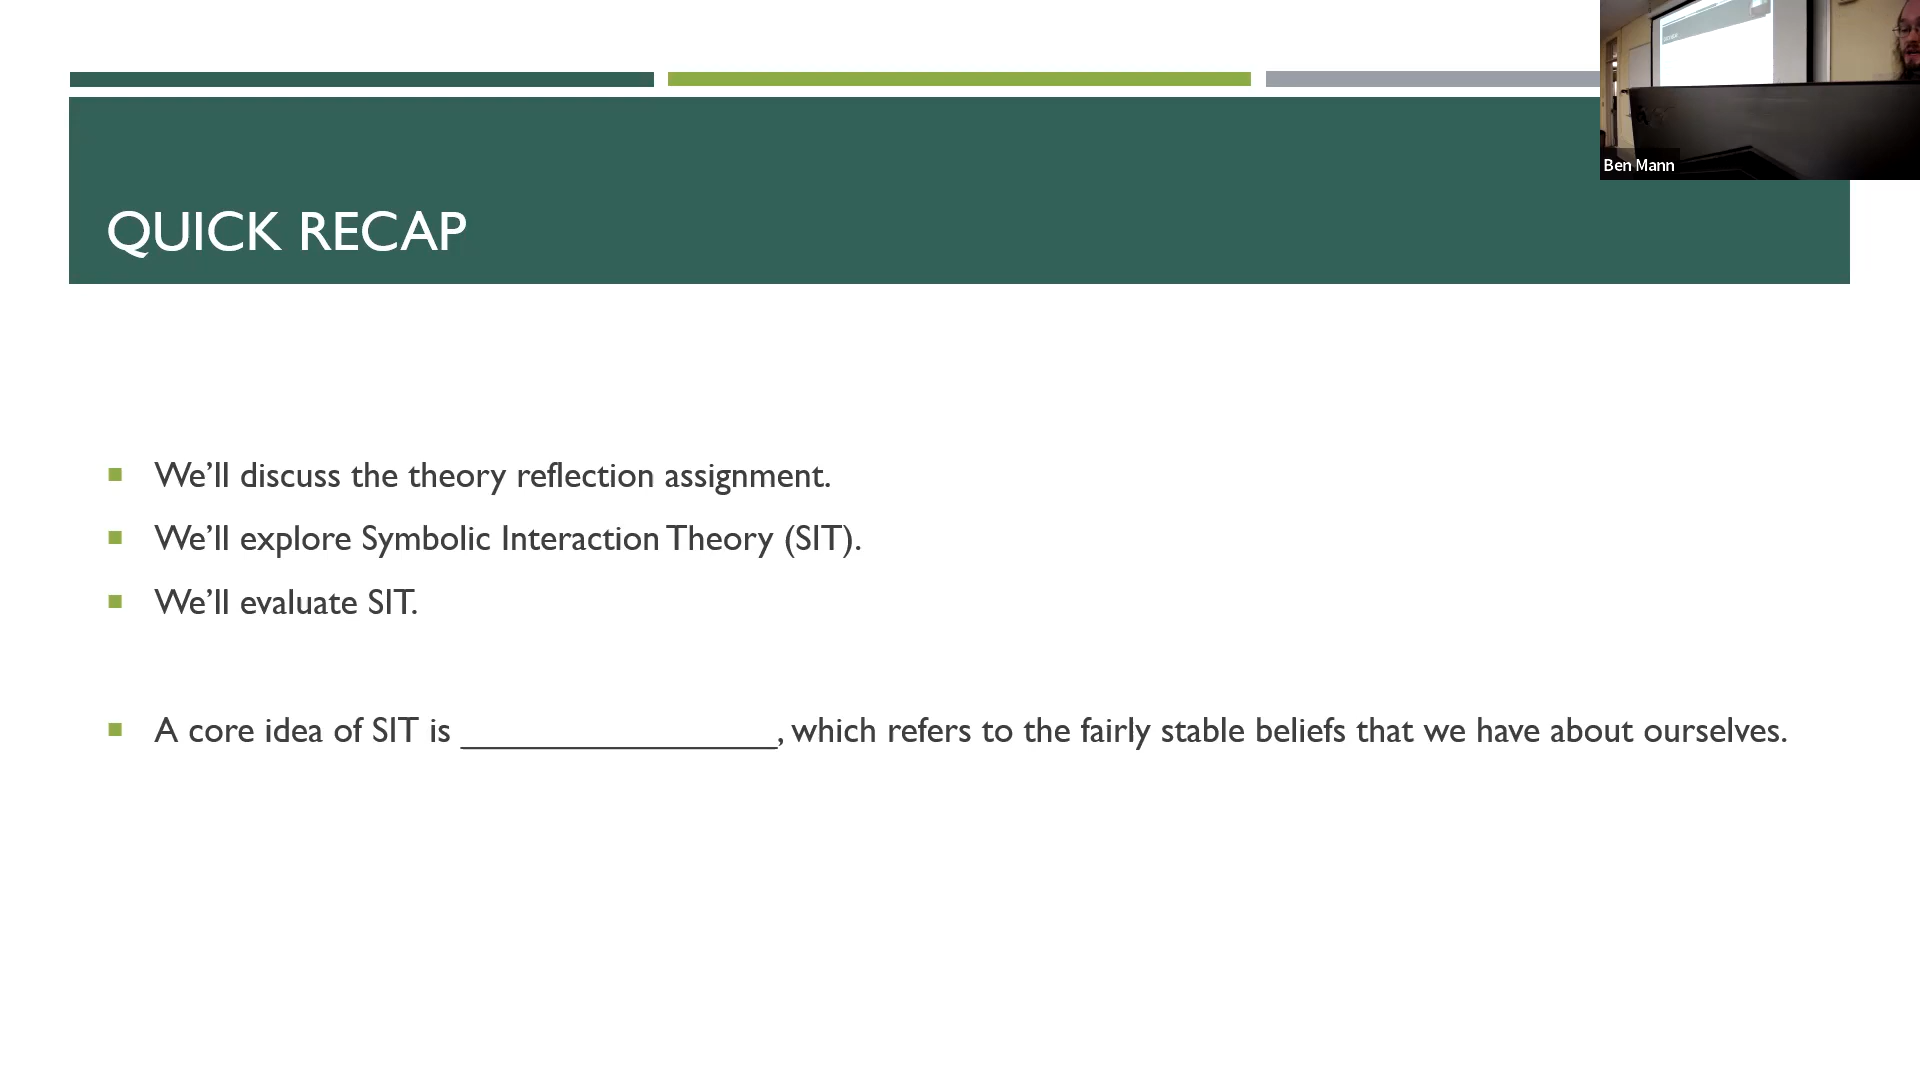 Ben Mann
QUICK RECAP
We’ll discuss the theory reflection assignment.
We’ll explore Symbolic Interaction Theory (SIT).
We’ll evaluate SIT.
A core idea of SIT is _________________, which refers to the fairly stable beliefs that we have about ourselves.